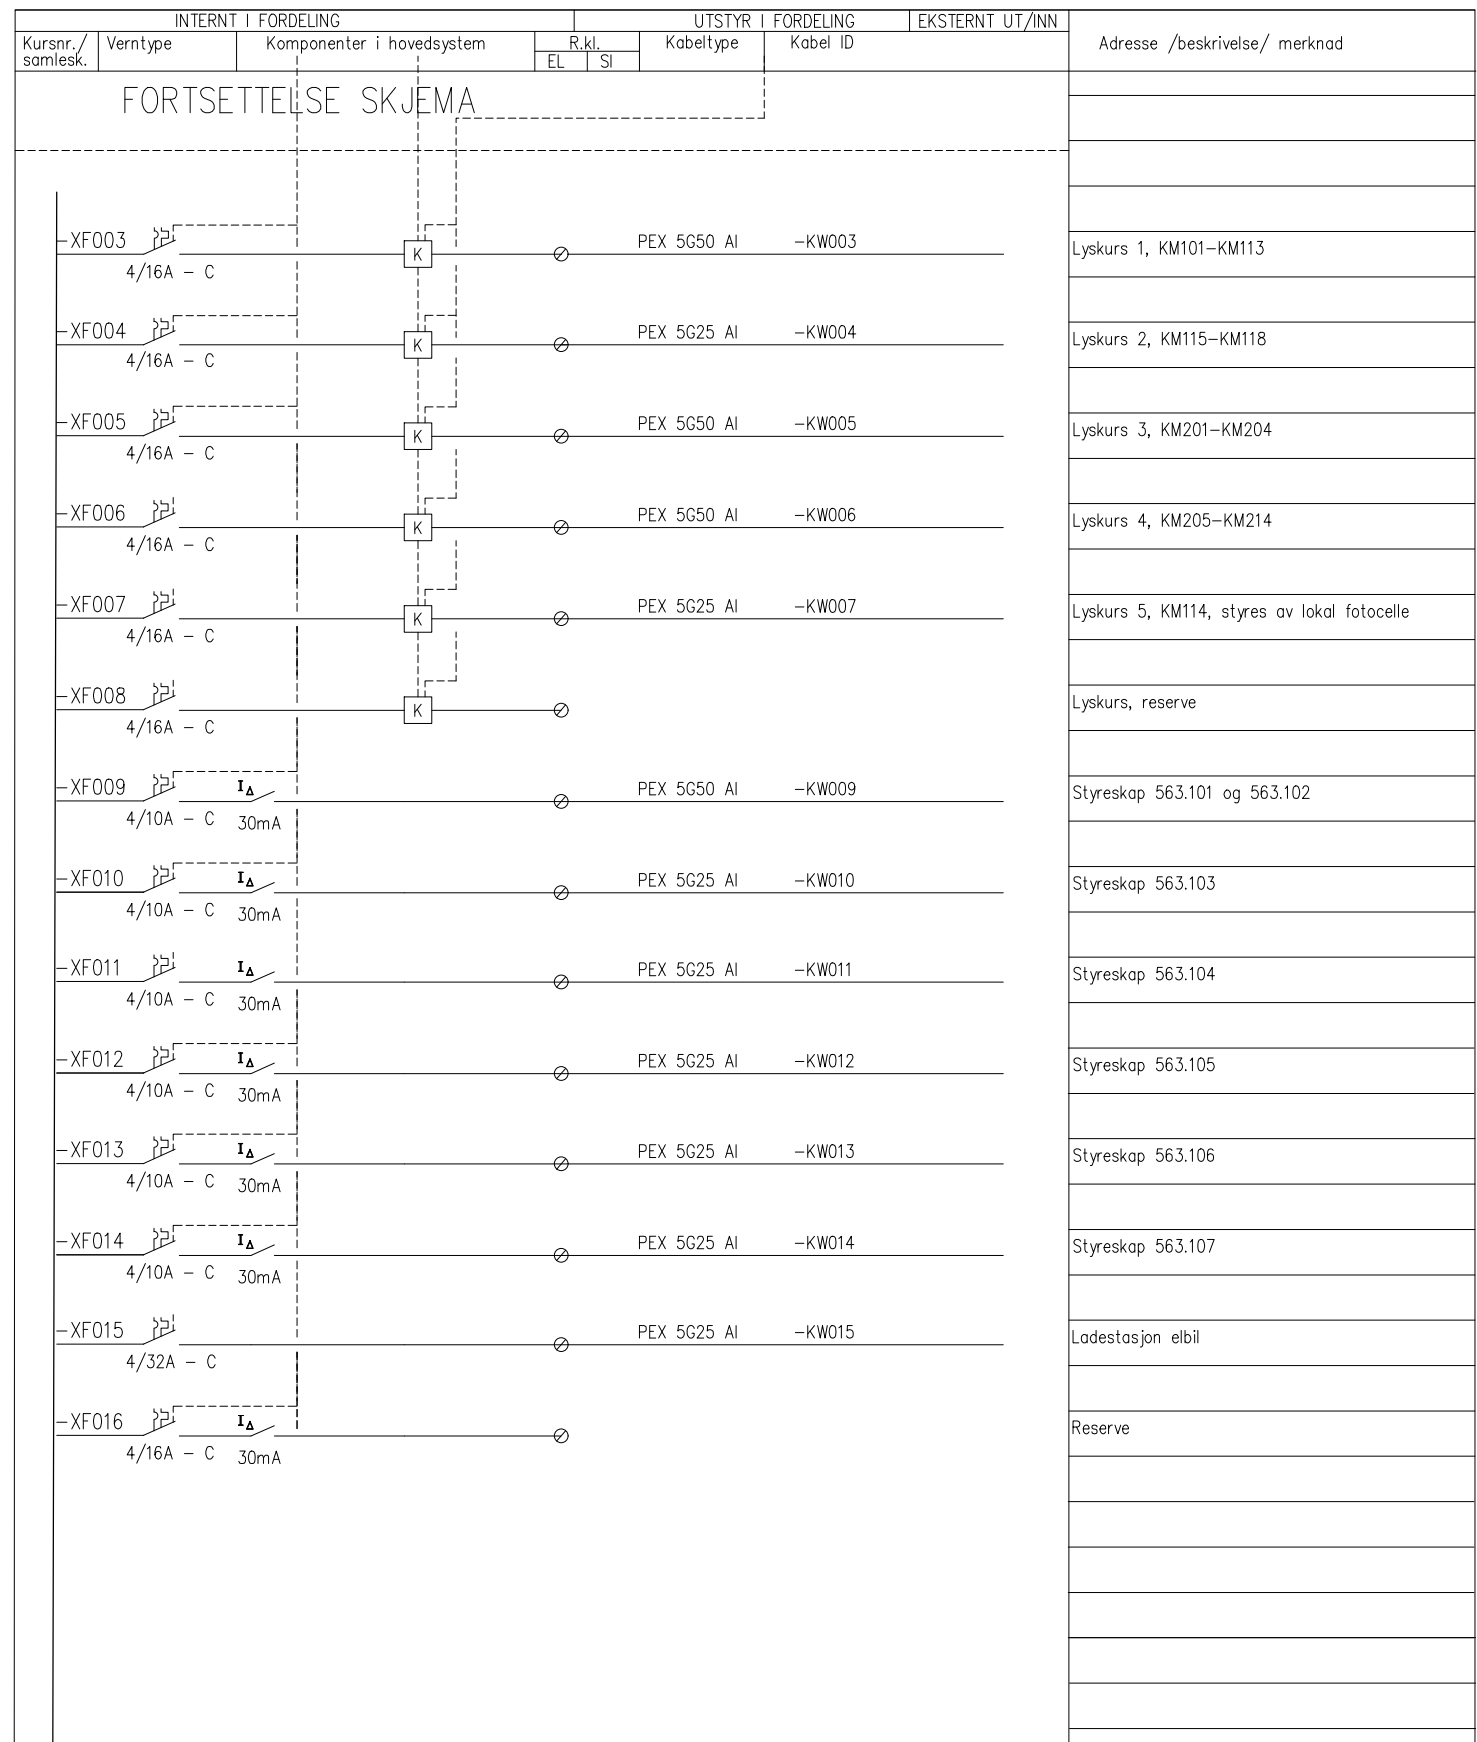 INTERNT I FORDELING UTSTYR I FORDELING EKSTERNT UT/INN
Kursnr./ samlesk. Verntype Komponenter i hovedsystem R.kl. EL SI Kabeltype Kabel ID Adresse /beskrivelse/ merknad
FORTSETTELSE SKJEMA
-XF003 K PEX 5G50 Al -KW003 Lyskurs 1, KM101-KM113
4/16A - C
-XF004 K PEX 5G25 Al -KW004 Lyskurs 2, KM115-KM118
4/16A - C
-XF005 K PEX 5G50 Al -KW005 Lyskurs 3, KM201-KM204
4/16A - C
-XF006 K PEX 5G50 Al -KW006 Lyskurs 4, KM205-KM214
4/16A - C
-XF007 K PEX 5G25 Al -KW007 Lyskurs 5, KM114, styres av lokal fotocelle
4/16A - C
-XF008 K Lyskurs, reserve
4/16A - C
-XF009 IΔ PEX 5G50 Al -KW009 Styreskap 563.101 og 563.102
4/10A - C 30mA
-XF010 IΔ PEX 5G25 Al -KW010 Styreskap 563.103
4/10A - C 30mA
-XF011 IΔ PEX 5G25 Al -KW011 Styreskap 563.104
4/10A - C 30mA
-XF012 IΔ PEX 5G25 Al -KW012 Styreskap 563.105
4/10A - C 30mA
-XF013 IΔ PEX 5G25 Al -KW013 Styreskap 563.106
4/10A - C 30mA
-XF014 IΔ PEX 5G25 Al -KW014 Styreskap 563.107
4/10A - C 30mA
-XF015 PEX 5G25 Al -KW015 Ladestasjon elbil
4/32A - C
-XF016 IΔ Reserve
4/16A - C 30mA